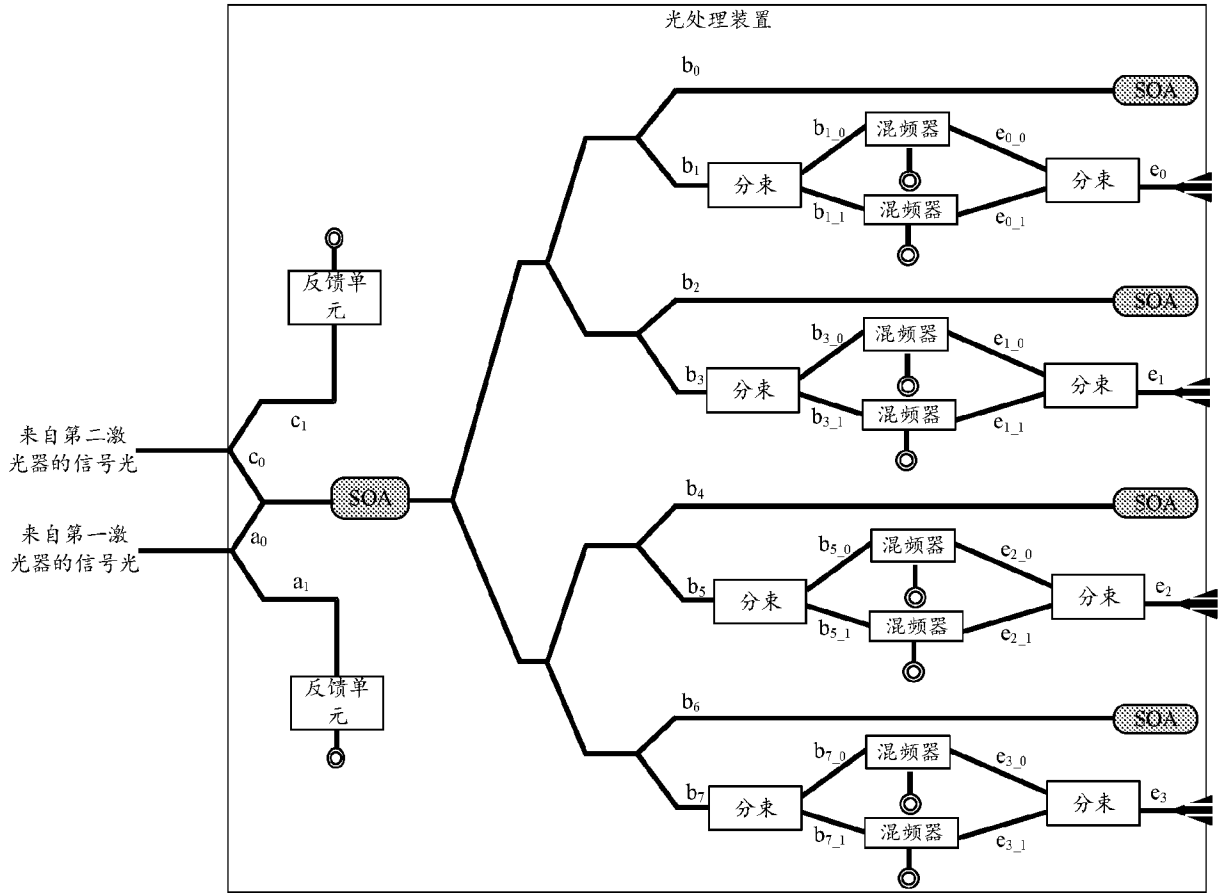 光处理装置
b0
SOA
b1_0
混频器
e0_0
b1
分束
分束
e0
b1_1
混频器
e0_1
反馈单
元
b2
SOA
b3_0
混频器
e1_0
b3
分束
分束
e1
b3_1
混频器
e1_1
c1
来自第二激
光器的信号光
c0
SOA
来自第一激
光器的信号光
a0
a1
b4
SOA
b5_0
混频器
e2_0
b5
分束
分束
e2
b5_1
混频器
e2_1
反馈单
元
b6
SOA
b7_0
混频器
e3_0
b7
分束
分束
e3
b7_1
混频器
e3_1